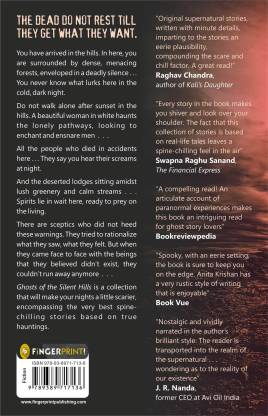 THE DEAD DO NOT REST TILL
THEY GET WHAT THEY WANT.
You have arrived in the hills. In here, you
are surrounded by dense, menacing
forests, enveloped in a deadly silence . . .
You never know what lurks here in the
cold, dark night.
Do not walk alone after sunset in the
hills. A beautiful woman in white haunts
the lonely pathways, looking to
enchant and ensnare men . . .
All the people who died in accidents
here . . . They say you hear their screams
at night.
And the deserted lodges sitting amidst
lush greenery and calm streams . . .
Spirits lie in wait here, ready to prey on
the living.
There are sceptics who did not heed
these warnings. They tried to rationalize
what they saw, what they felt. But when
they came face to face with the beings
that they believed didn't exist, they
couldn't run away anymore . . .
Ghosts of the Silent Hills is a collection
that will make your nights a little scarier,
encompassing the very best spine-
chilling stories based on true
hauntings.
FiNGERPRINT!
Fiction
ISBN 978-93-8971-713-6
9 789389 717136
www.fingerprintpublishing.com
"Original supernatural stories,
written with minute details,
imparting to the stories an
eerie plausibility,
compounding the scare and
chill factor. A great read!"
Raghav Chandra,
author of Kali's Daughter
"Every story in the book makes
you shiver and look over your
shoulder. The fact that this
collection of stories is based
on real-life tales leaves a
spine-chilling feel in the air"
Swapna Raghu Sanand,
The Financial Express
"A compelling read! An
articulate account of
paranormal experiences makes
this book an intriguing read
for ghost story lovers"
Bookreviewpedia
"Spooky, with an eerie setting,
the book is sure to keep you
on the edge. Anita Krishan has
a very rustic style of writing
that is enjoyable"
Book Vue
"Nostalgic and vividly
narrated in the author's
brilliant style. The reader is
transported into the realm of
the supernatural . . .
wondering as to the reality of
our existence"
J. R. Nanda,
former CEO at Avi Oil India